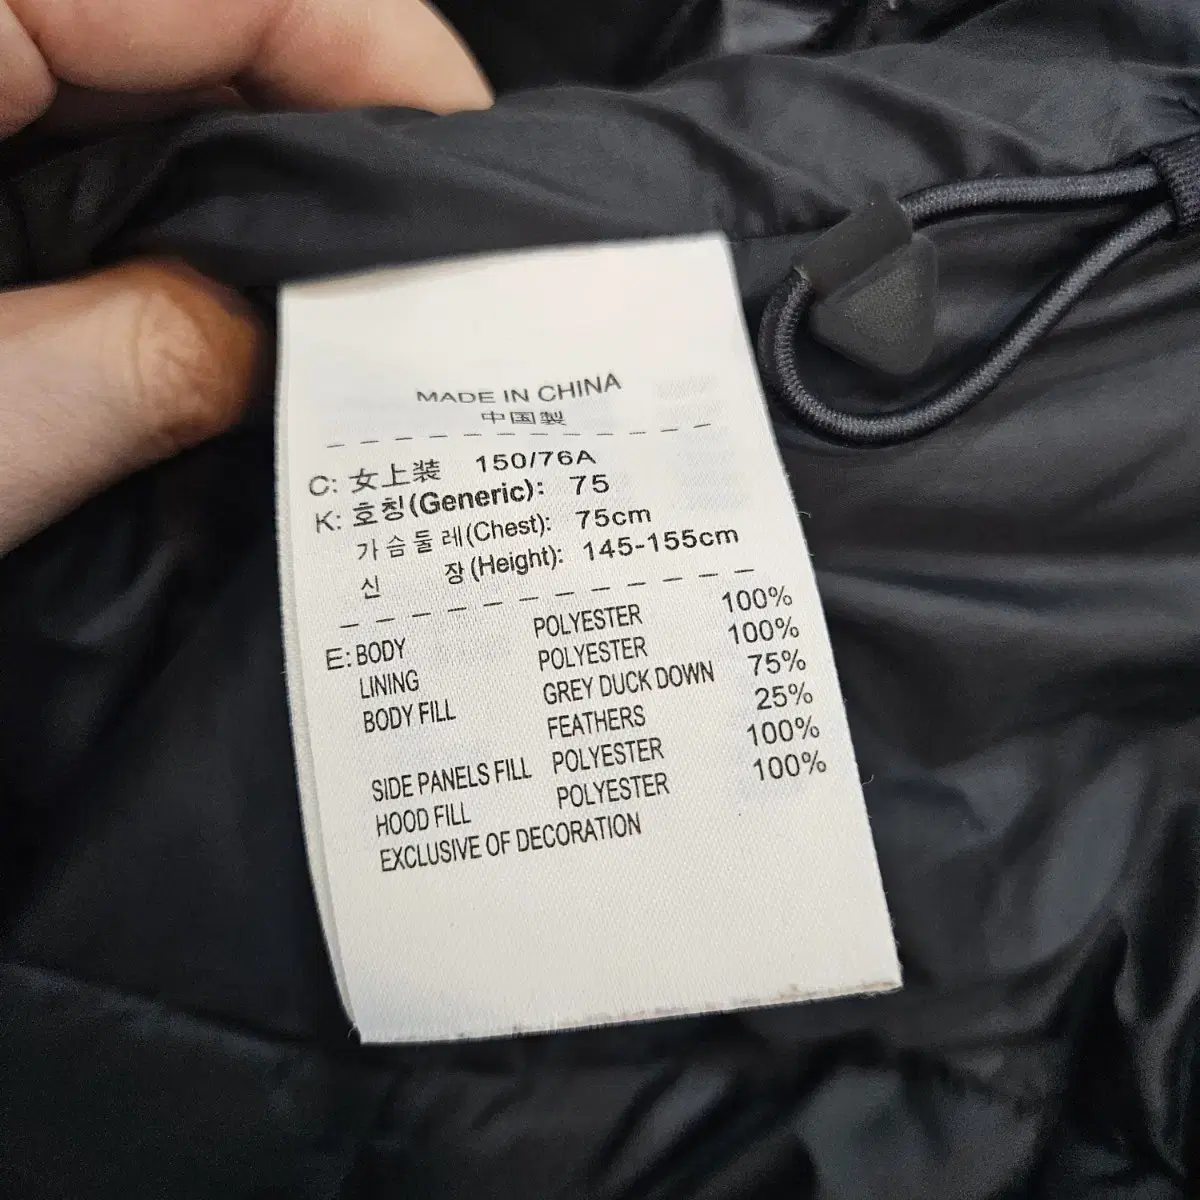 MADE IN CHINA
中国製
C: 女上装 150/76A
K: 호칭(Generic): 75
가슴둘레(Chest): 75cm
신 장(Height): 145-155cm
E: BODY POLYESTER 100%
LINING POLYESTER 100%
BODY FILL GREY DUCK DOWN 75%
FEATHERS 25%
SIDE PANELS FILL POLYESTER 100%
HOOD FILL POLYESTER 100%
EXCLUSIVE OF DECORATION